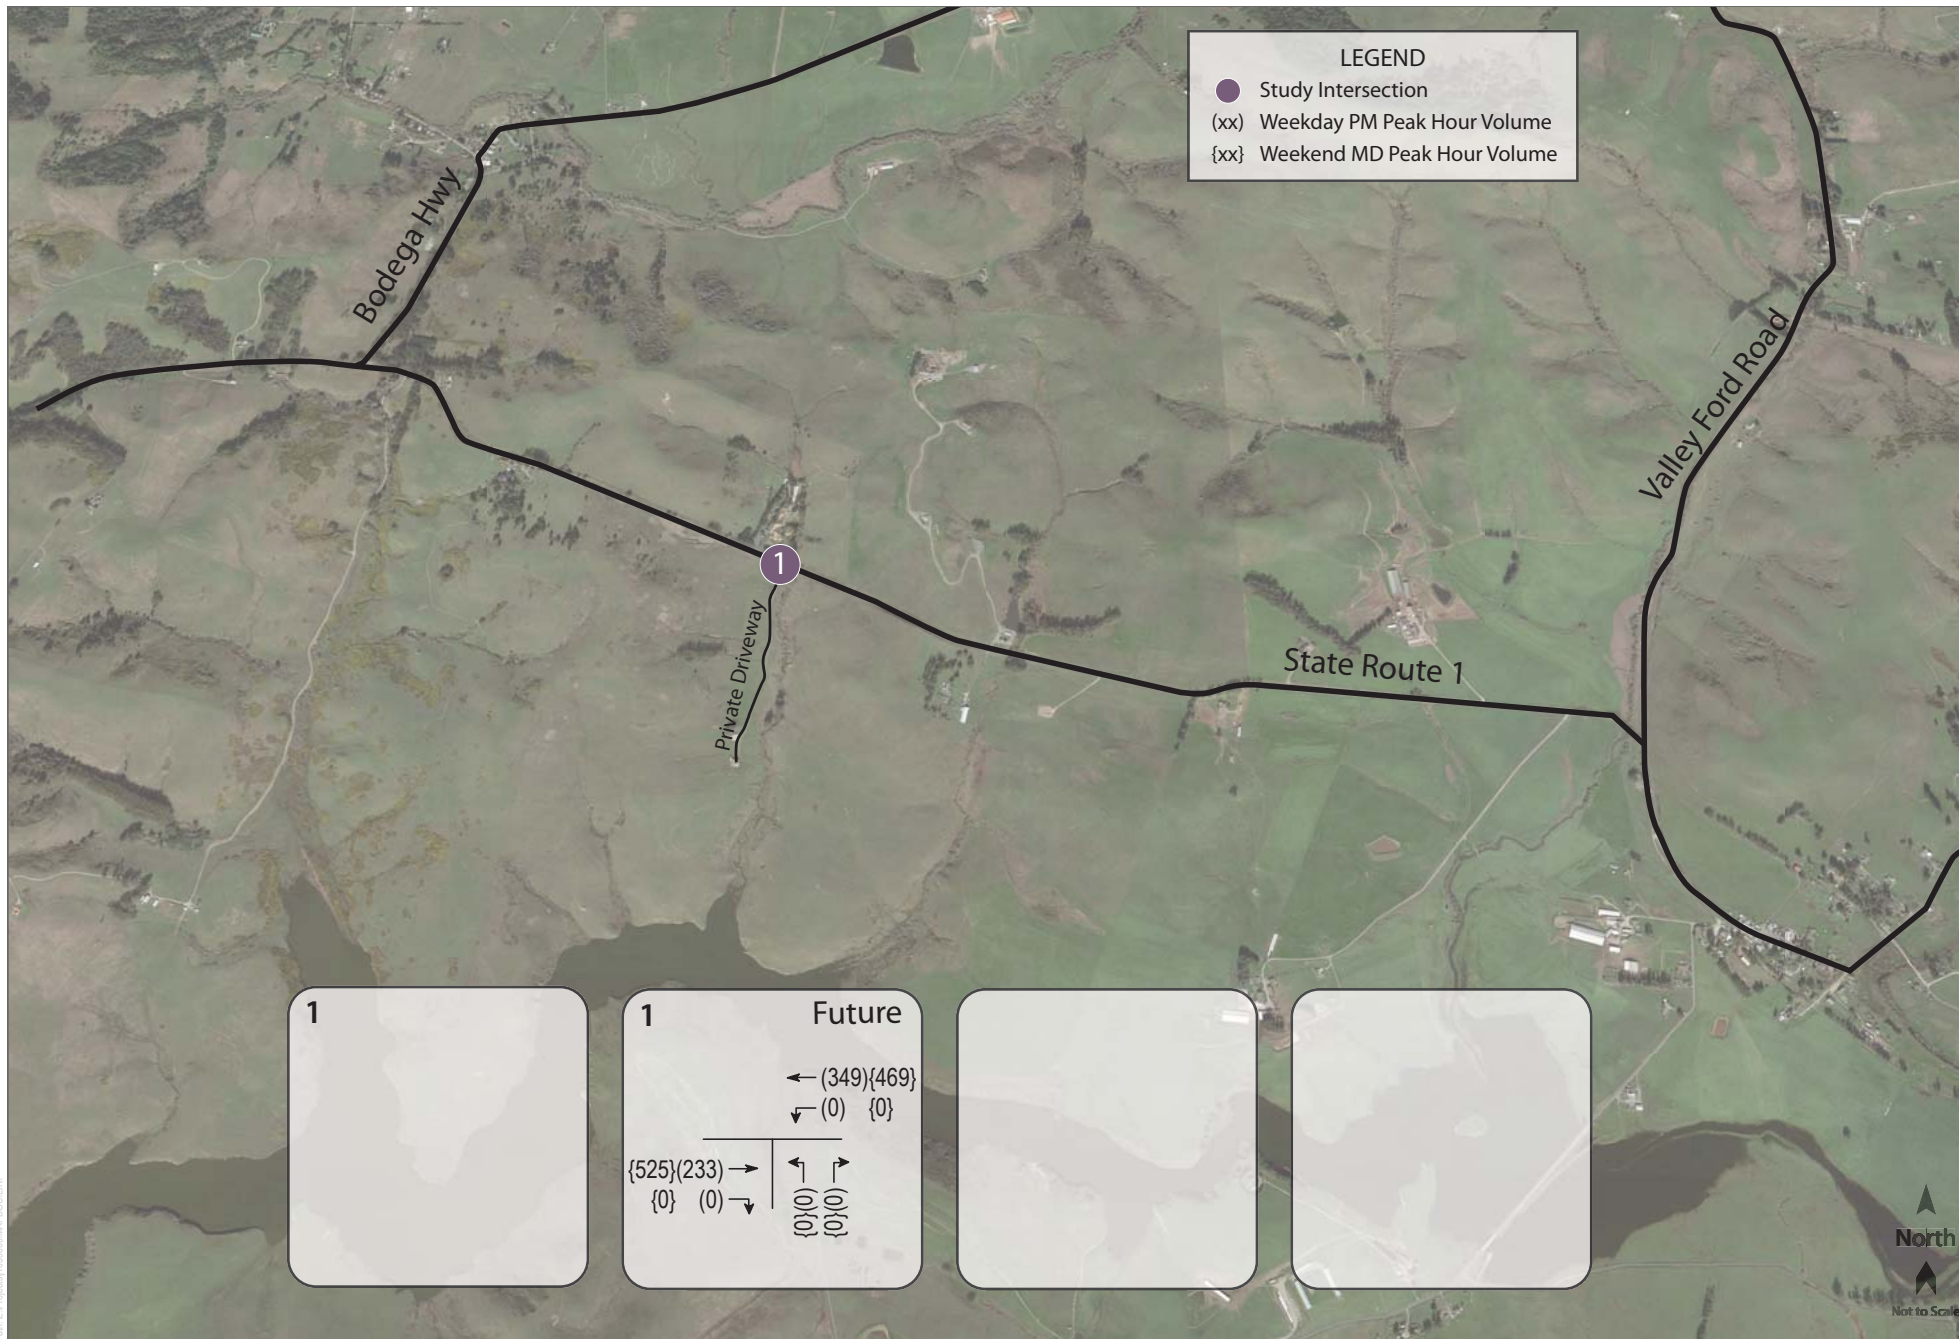 LEGEND
Study Intersection
(xx) Weekday PM Peak Hour Volume
{xx} Weekend MD Peak Hour Volume
Bodega Hwy
Valley Ford Road
1
Private Driveway
State Route 1
1
1 Future
(349){469}
(0) {0}
{525}(233)
{0} (0)
(0){0}
(0){0}
North
Not to Scale